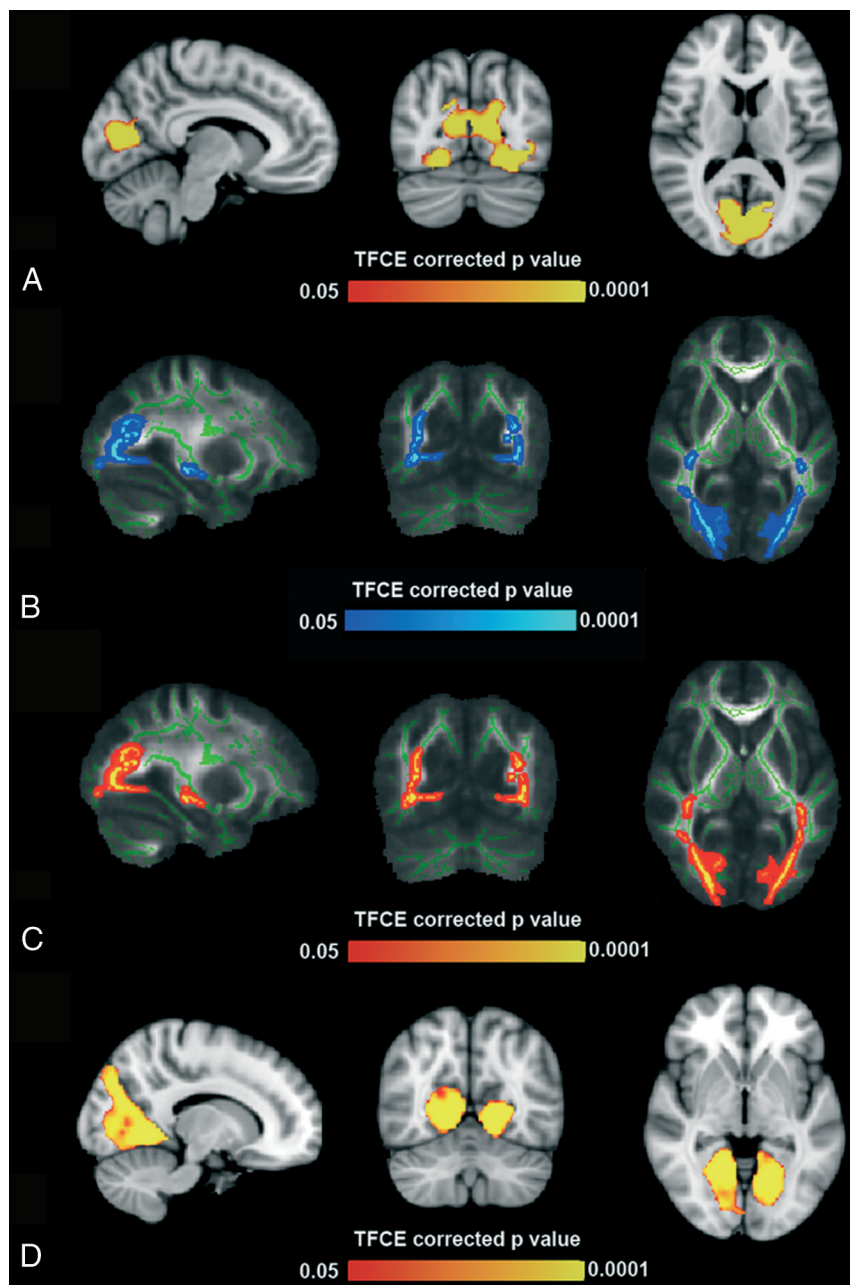 TFCE corrected p value
0.05 0.0001
A
TFCE corrected p value
0.05 0.0001
B
TFCE corrected p value
0.05 0.0001
C
TFCE corrected p value
0.05 0.0001
D